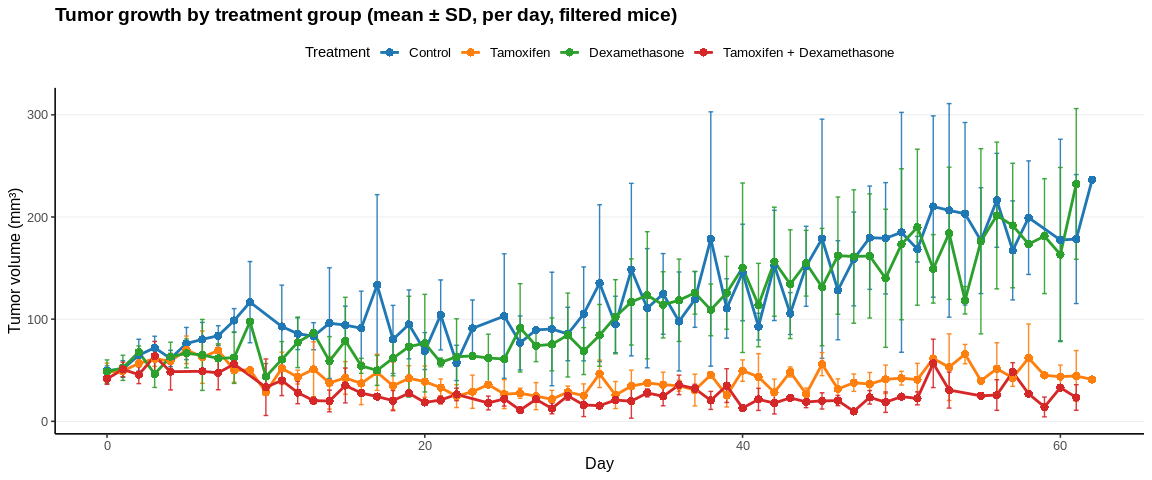 Tumor growth by treatment group (mean ± SD, per day, filtered mice)
Treatment Control Tamoxifen Dexamethasone Tamoxifen + Dexamethasone
Tumor volume (mm³)
300
200
100
0
0 20 40 60
Day